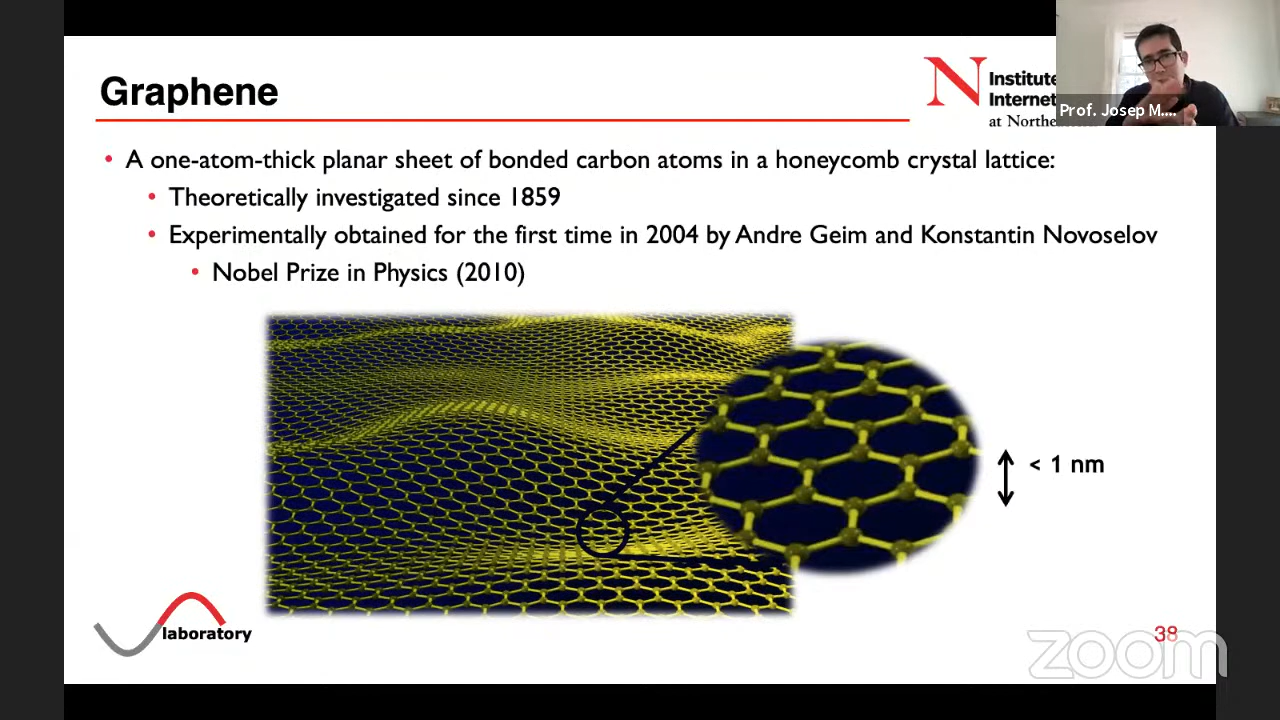 Graphene
N
Institute
Internet
at Northe
Prof. Josep M....
• A one-atom-thick planar sheet of bonded carbon atoms in a honeycomb crystal lattice:
• Theoretically investigated since 1859
• Experimentally obtained for the first time in 2004 by Andre Geim and Konstantin Novoselov
• Nobel Prize in Physics (2010)
< 1 nm
laboratory
38
zoom